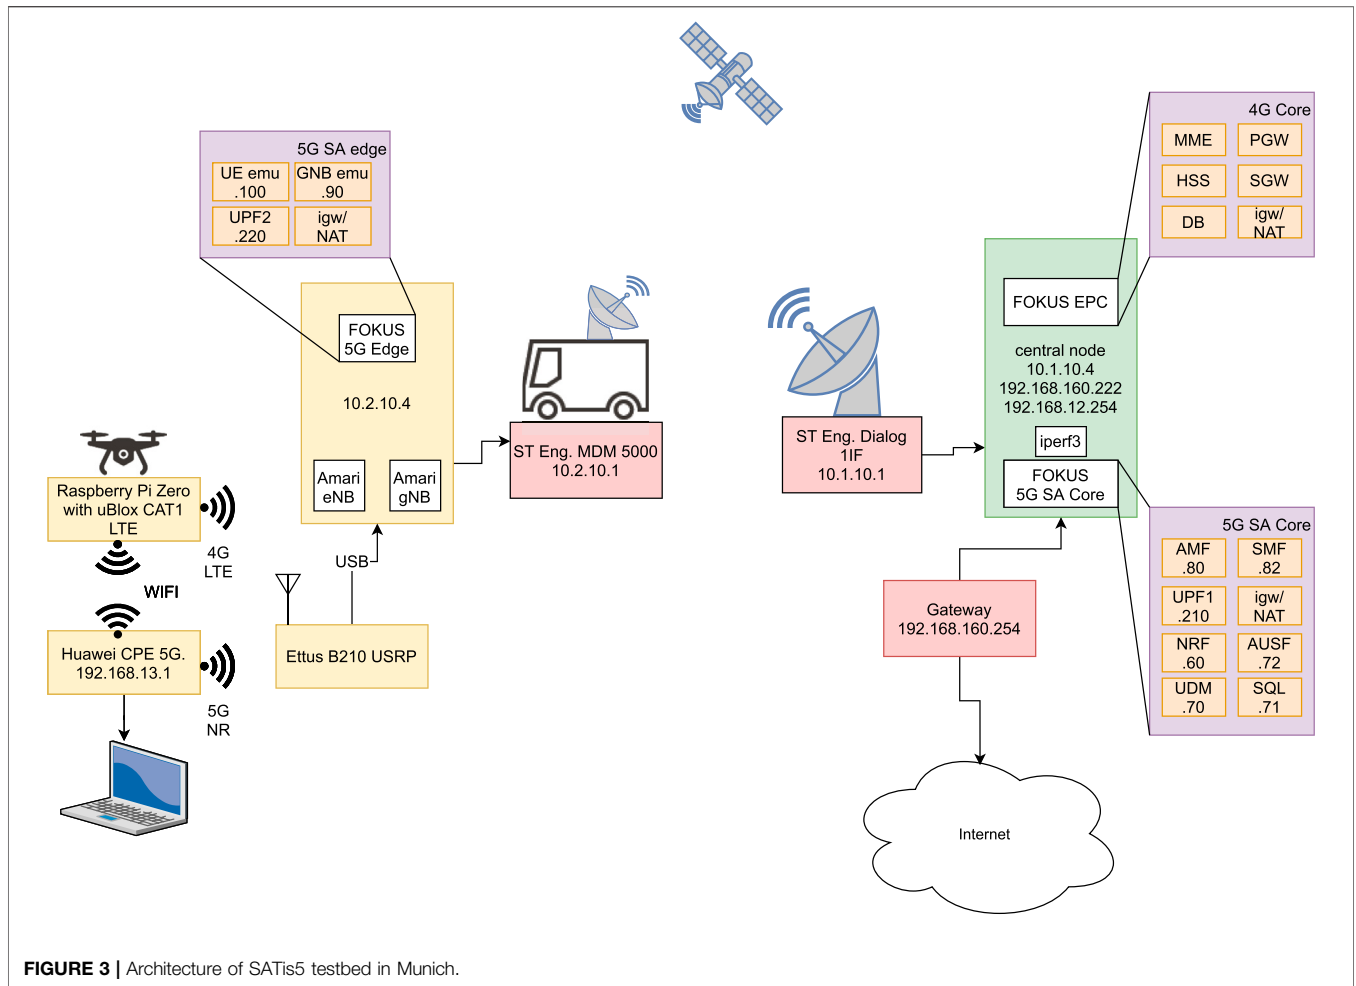 5G SA edge
UE emu
.100
GNB emu
.90
UPF2
.220
igw/
NAT
FOKUS
5G Edge
10.2.10.4
Amari
eNB
Amari
gNB
ST Eng. MDM 5000
10.2.10.1
Raspberry Pi Zero
with uBlox CAT1
LTE
4G
LTE
WIFI
Huawei CPE 5G.
192.168.13.1
5G
NR
USB
Ettus B210 USRP
ST Eng. Dialog
1IF
10.1.10.1
4G Core
MME
PGW
HSS
SGW
DB
igw/
NAT
FOKUS EPC
central node
10.1.10.4
192.168.160.222
192.168.12.254
iperf3
FOKUS
5G SA Core
5G SA Core
AMF
.80
SMF
.82
UPF1
.210
igw/
NAT
NRF
.60
AUSF
.72
UDM
.70
SQL
.71
Gateway
192.168.160.254
Internet
FIGURE 3 | Architecture of SATis5 testbed in Munich.